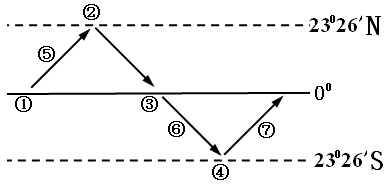 ② 23⁰26′N
⑤
① ③ 0⁰
⑥ ⑦
④ 23⁰26′S